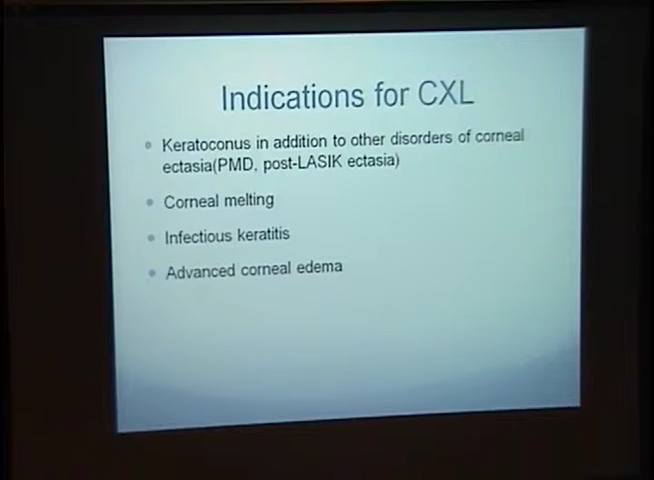 Indications for CXL
• Keratoconus in addition to other disorders of corneal
ectasia(PMD, post-LASIK ectasia)
• Corneal melting
• Infectious keratitis
• Advanced corneal edema